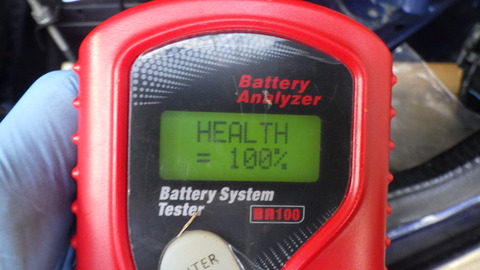 Battery
Analyzer
HEALTH
= 100%
Battery System
Tester
BA100